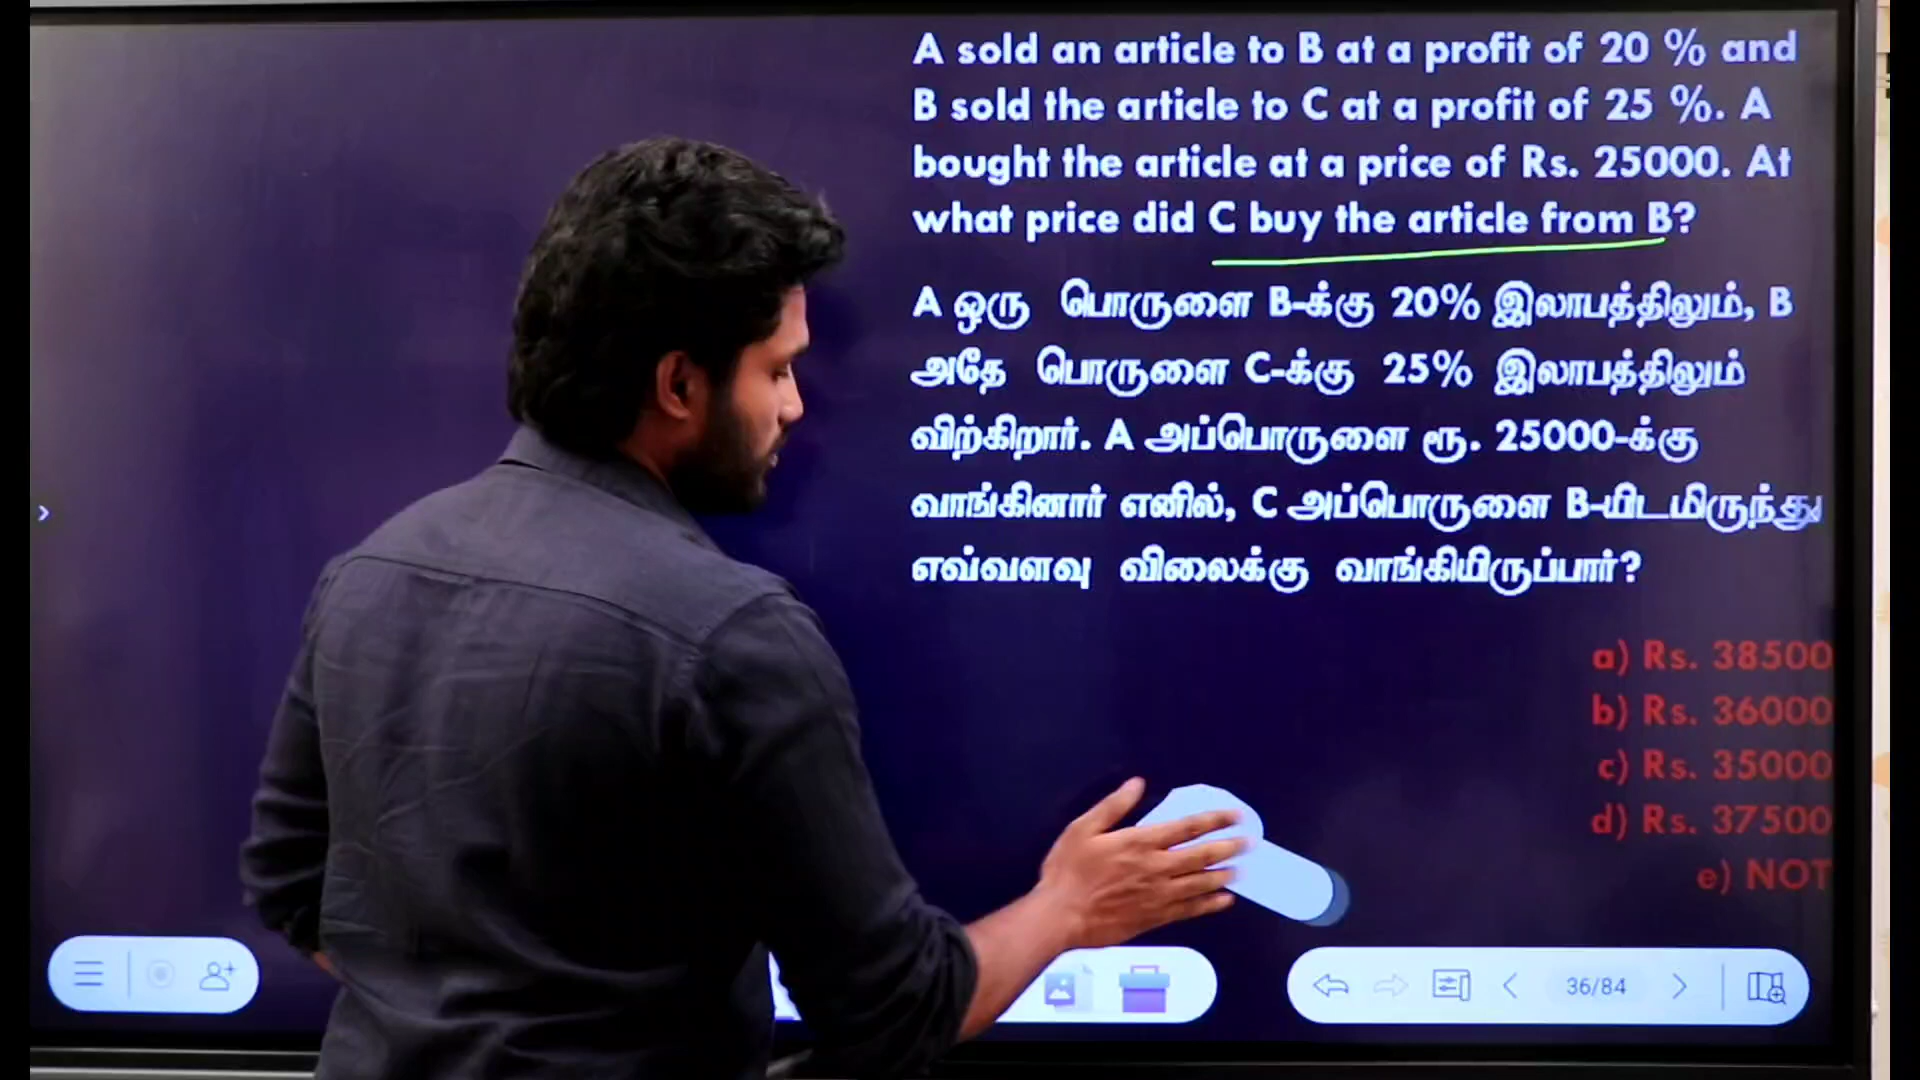 A sold an article to B at a profit of 20 % and
B sold the article to C at a profit of 25 %. A
bought the article at a price of Rs. 25000. At
what price did C buy the article from B?
A ஒரு பொருளை B-க்கு 20% இலாபத்திலும், B
அதே பொருளை C-க்கு 25% இலாபத்திலும்
விற்கிறார். A அப்பொருளை ரூ. 25000-க்கு
வாங்கினார் எனில், C அப்பொருளை B-யிடமிருந்து
எவ்வளவு விலைக்கு வாங்கியிருப்பார்?
a) Rs. 38500
b) Rs. 36000
c) Rs. 35000
d) Rs. 37500
e) NOT
36/84